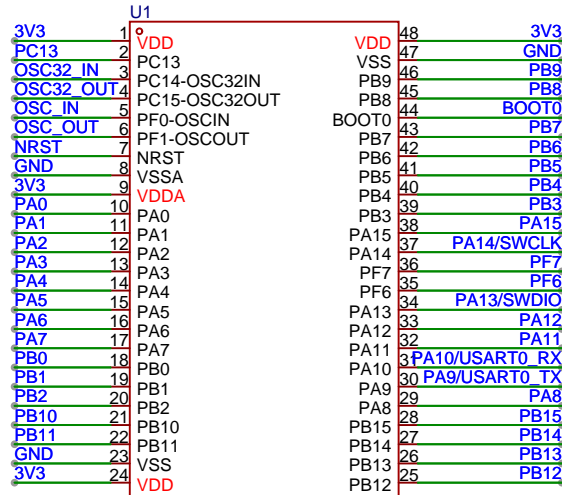 U1
3V3 1 VDD VDD 48 3V3
PC13 2 PC13 VSS 47 GND
OSC32_IN 3 PC14-OSC32IN PB9 46 PB9
OSC32_OUT 4 PC15-OSC32OUT PB8 45 PB8
OSC_IN 5 PF0-OSCIN BOOT0 44 BOOT0
OSC_OUT 6 PF1-OSCOUT PB7 43 PB7
NRST 7 NRST PB6 42 PB6
GND 8 VSSA PB5 41 PB5
3V3 9 VDDA PB4 40 PB4
PA0 10 PA0 PB3 39 PB3
PA1 11 PA1 PA15 38 PA15
PA2 12 PA2 PA14 37 PA14/SWCLK
PA3 13 PA3 PF7 36 PF7
PA4 14 PA4 PF6 35 PF6
PA5 15 PA5 PA13 34 PA13/SWDIO
PA6 16 PA6 PA12 33 PA12
PA7 17 PA7 PA11 32 PA11
PB0 18 PB0 PA10 31 PA10/USART0_RX
PB1 19 PB1 PA9 30 PA9/USART0_TX
PB2 20 PB2 PA8 29 PA8
PB10 21 PB10 PB15 28 PB15
PB11 22 PB11 PB14 27 PB14
GND 23 VSS PB13 26 PB13
3V3 24 VDD PB12 25 PB12